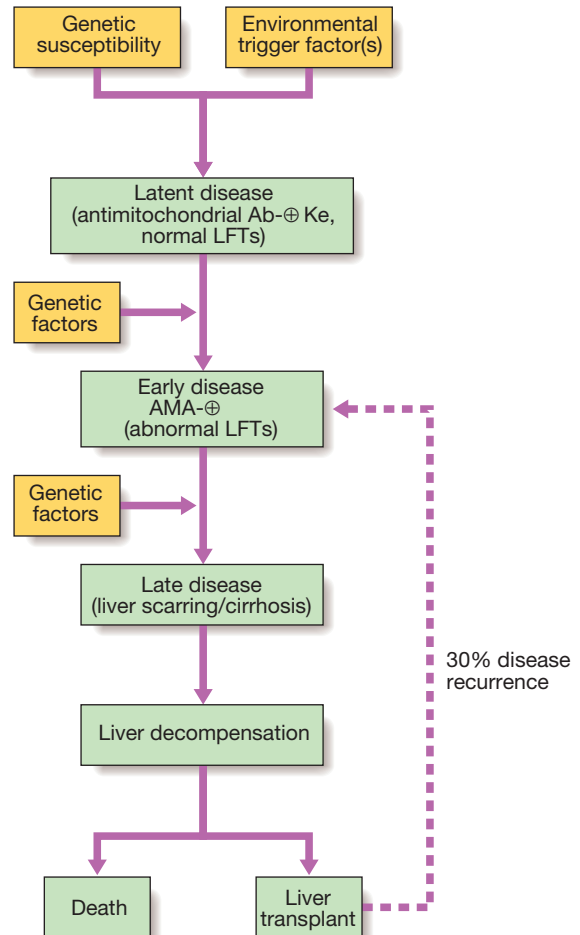 Genetic
susceptibility
Environmental
trigger factor(s)
Latent disease
(antimitochondrial Ab-⊕ Ke,
normal LFTs)
Genetic
factors
Early disease
AMA-⊕
(abnormal LFTs)
Genetic
factors
Late disease
(liver scarring/cirrhosis)
30% disease
recurrence
Liver decompensation
Death
Liver
transplant